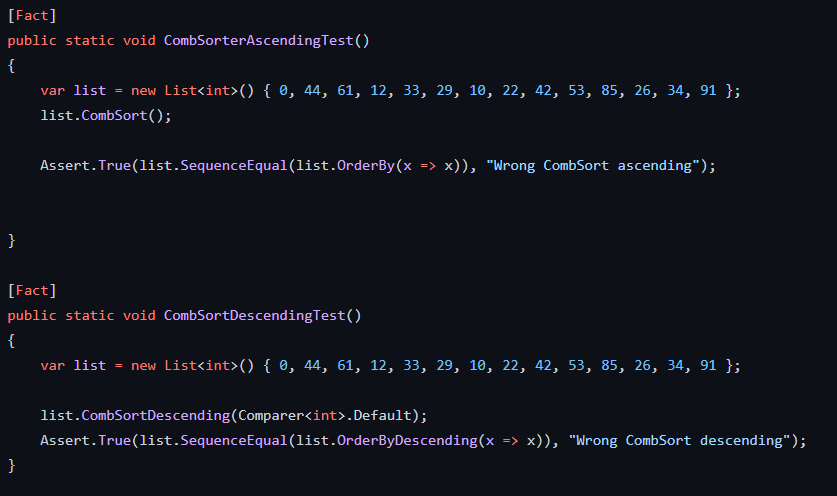 [Fact]
public static void CombSorterAscendingTest()
{
    var list = new List<int>() { 0, 44, 61, 12, 33, 29, 10, 22, 42, 53, 85, 26, 34, 91 };
    list.CombSort();
    Assert.True(list.SequenceEqual(list.OrderBy(x => x)), "Wrong CombSort ascending");
}
[Fact]
public static void CombSortDescendingTest()
{
    var list = new List<int>() { 0, 44, 61, 12, 33, 29, 10, 22, 42, 53, 85, 26, 34, 91 };
    list.CombSortDescending(Comparer<int>.Default);
    Assert.True(list.SequenceEqual(list.OrderByDescending(x => x)), "Wrong CombSort descending");
}